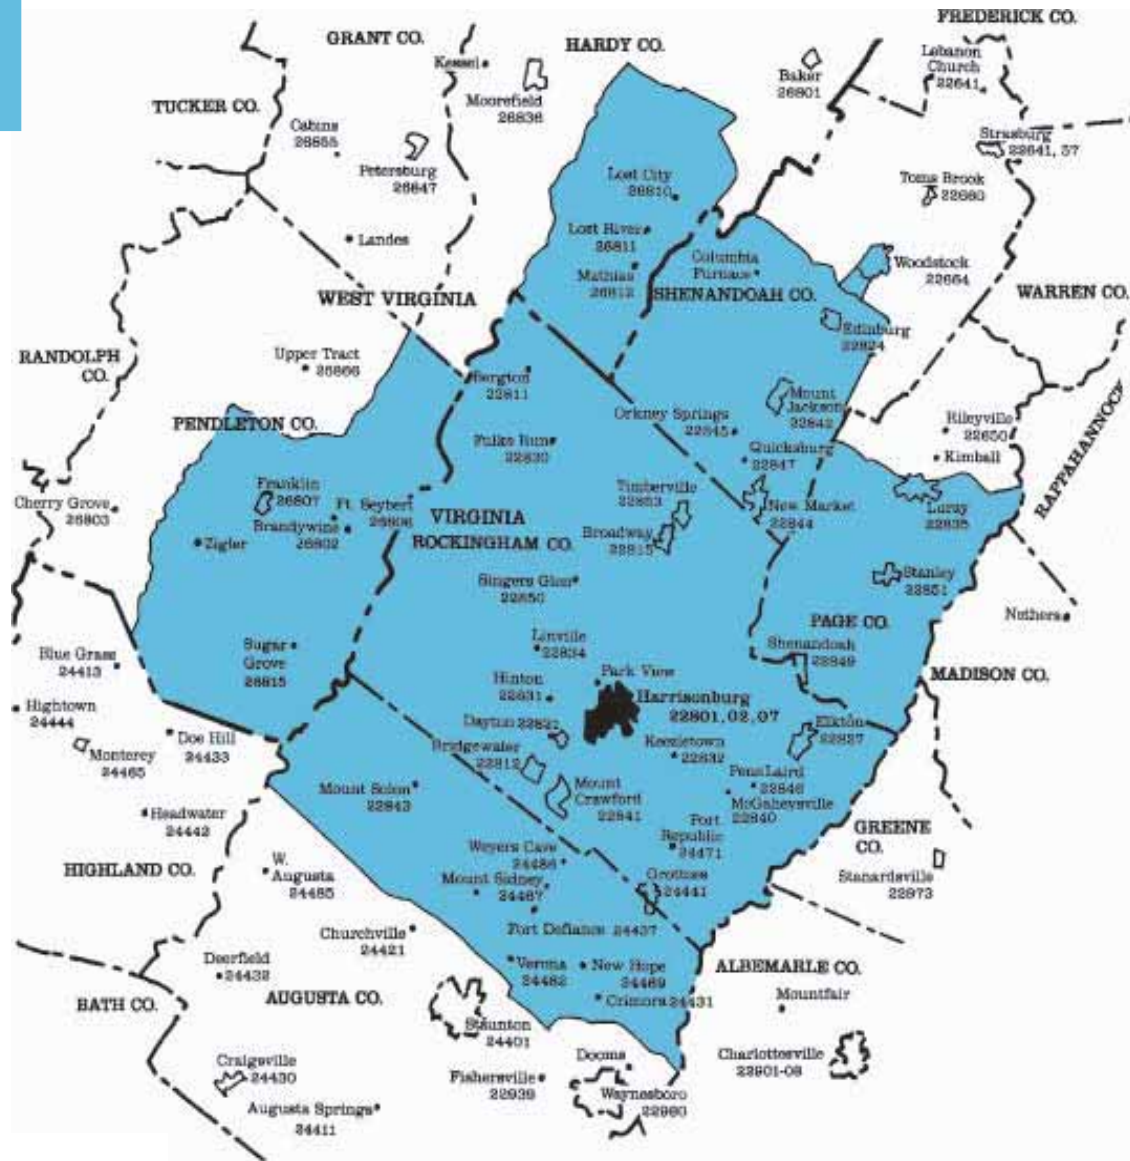 FREDERICK CO.
GRANT CO.
HARDY CO.
Lebanon
Church
22641
Kessel
Baker
26801
Moorefield
26836
TUCKER CO.
Cabins
26855
Strasburg
22641, 57
Petersburg
26847
Lost City
26810
Toms Brook
22660
Lost River
26811
Landes
Columbia
Furnace
Woodstock
22664
Mathias
26812
WEST VIRGINIA
SHENANDOAH CO.
WARREN CO.
Edinburg
22824
RANDOLPH
CO.
Upper Tract
26866
Bergton
22811
Mount
Jackson
22842
RAPPAHANNOCK
Orkney Springs
22845
Rileyville
22650
PENDLETON CO.
Fulks Run
22830
Quicksburg
22847
Kimball
Franklin
26807
Timberville
22853
Cherry Grove
26803
Ft. Seybert
26806
New Market
22844
Luray
22835
Brandywine
26802
VIRGINIA
ROCKINGHAM CO.
Broadway
22815
Zigler
Singers Glen
22850
Stanley
22851
Nethers
PAGE CO.
Sugar
Grove
26815
Linville
22834
Shenandoah
22849
Blue Grass
24413
Park View
MADISON CO.
Hinton
22831
Harrisonburg
22801, 02, 07
Hightown
24444
Dayton 22821
Elkton
22827
Doe Hill
24433
Monterey
24465
Bridgewater
22812
Keezletown
22832
Mount Solon
22843
Mount
Crawford
22841
Penn Laird
22846
McGaheysville
22840
Headwater
24442
Port
Republic
24471
GREENE
CO.
HIGHLAND CO.
W.
Augusta
24485
Weyers Cave
24486
Stanardsville
22973
Mount Sidney
24467
Grottoes
24441
Churchville
24421
Fort Defiance 24437
Deerfield
24432
Verona
24482
New Hope
24469
ALBEMARLE CO.
Mountfair
BATH CO.
AUGUSTA CO.
Crimora 24431
Staunton
24401
Craigsville
24430
Dooms
Charlottesville
22901-08
Fishersville
22939
Waynesboro
22980
Augusta Springs
24411